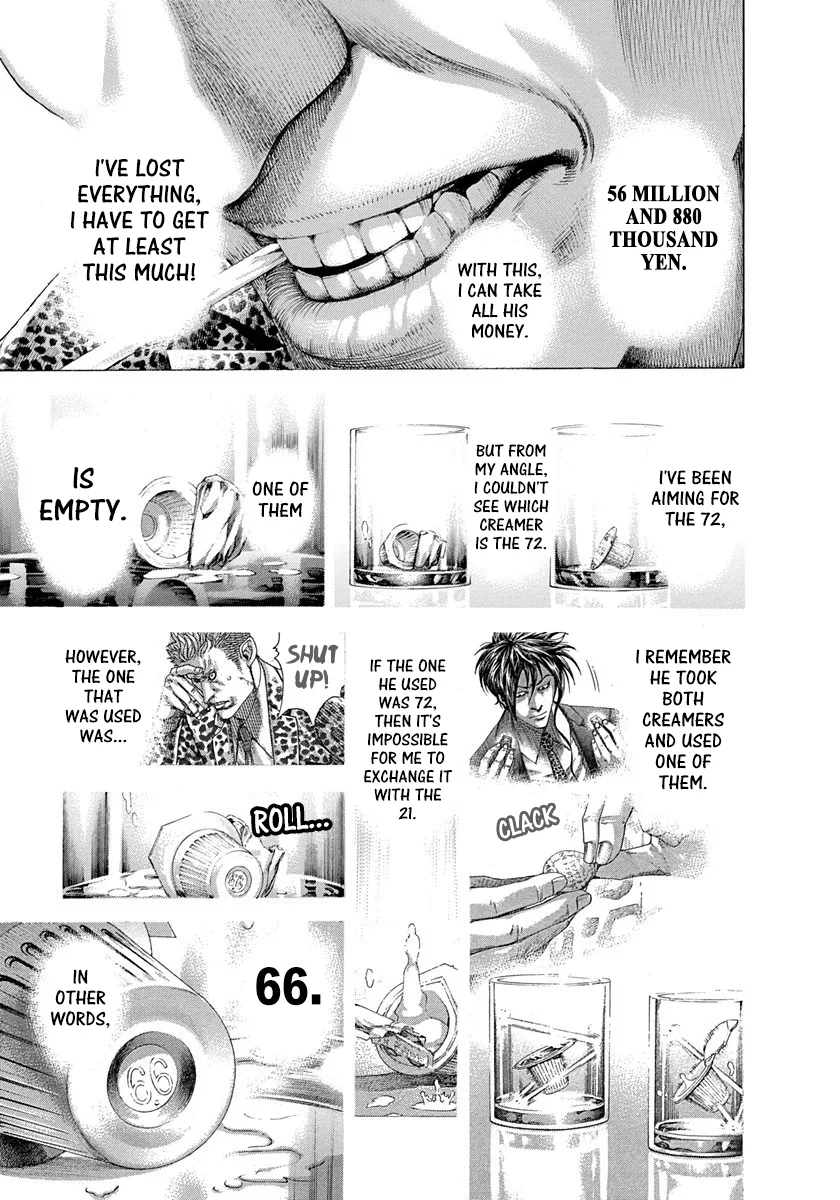 56 MILLION
AND 880
THOUSAND
YEN.
WITH THIS,
I CAN TAKE
ALL HIS
MONEY.
I'VE LOST
EVERYTHING,
I HAVE TO GET
AT LEAST
THIS MUCH!
I'VE BEEN
AIMING FOR
THE 72,
BUT FROM
MY ANGLE,
I COULDN'T
SEE WHICH
CREAMER
IS THE 72.
ONE OF
THEM
IS
EMPTY.
I REMEMBER
HE TOOK
BOTH
CREAMERS
AND USED
ONE OF
THEM.
CLACK
IF THE ONE
HE USED
WAS 72,
THEN IT'S
IMPOSSIBLE
FOR ME TO
EXCHANGE IT
WITH THE
21.
SHUT
UP!
HOWEVER,
THE ONE
THAT
WAS USED
WAS...
ROLL...
66
66.
IN
OTHER
WORDS,
66